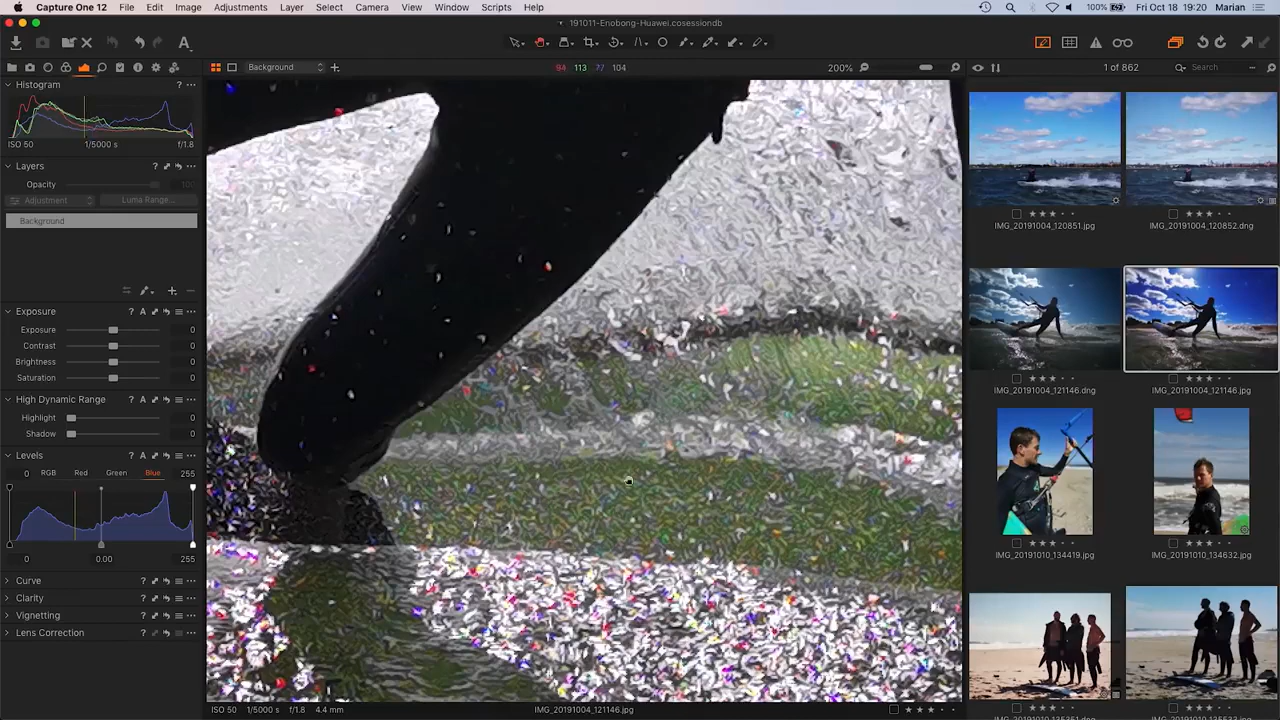 Capture One 12 File Edit View Image Adjustments Layer Select Camera View Window Scripts Help 100% Fri Oct 18 19:20 Marian
191011-Enobong-Huawei.cosessiondb
Background 94 113 77 104 200% 1 of 862 Search
Histogram
ISO 50 1/5000 s f/1.8
Layers
Opacity 100
Adjustment Luma Range...
Background
Exposure
Exposure 0
Contrast 0
Brightness 0
Saturation 0
High Dynamic Range
Highlight 0
Shadow 0
Levels
0 RGB Red Green Blue 255
0 0.00 255
Curve
Clarity
Vignetting
Lens Correction
ISO 50 1/5000 s f/1.8 4.4 mm IMG_20191004_121146.jpg
IMG_20191004_120851.jpg IMG_20191004_120852.dng
IMG_20191004_121146.dng IMG_20191004_121146.jpg
IMG_20191010_134419.jpg IMG_20191010_134632.jpg